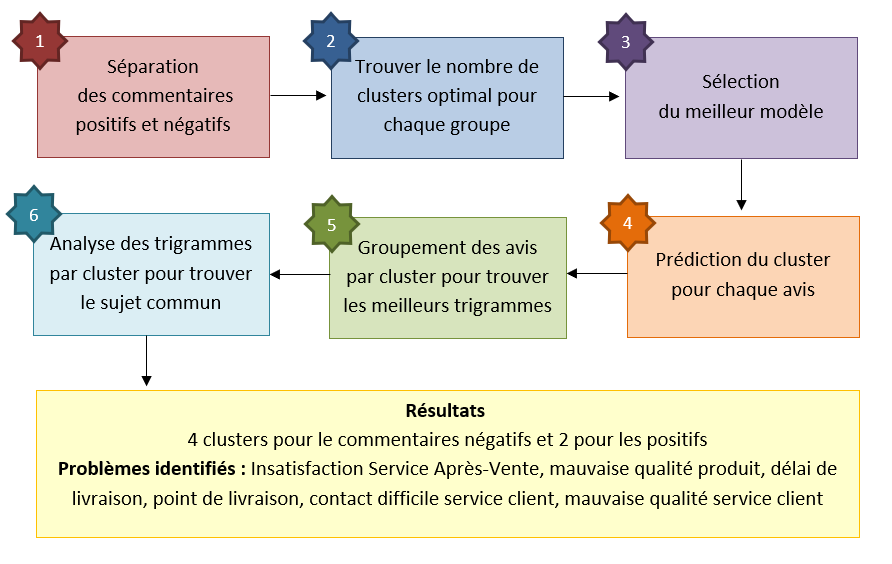 1
Séparation
des commentaires
positifs et négatifs
2
Trouver le nombre de
clusters optimal pour
chaque groupe
3
Sélection
du meilleur modèle
4
Prédiction du cluster
pour chaque avis
5
Groupement des avis
par cluster pour trouver
les meilleurs trigrammes
6
Analyse des trigrammes
par cluster pour trouver
le sujet commun
Résultats
4 clusters pour le commentaires négatifs et 2 pour les positifs
Problèmes identifiés : Insatisfaction Service Après-Vente, mauvaise qualité produit, délai de
livraison, point de livraison, contact difficile service client, mauvaise qualité service client